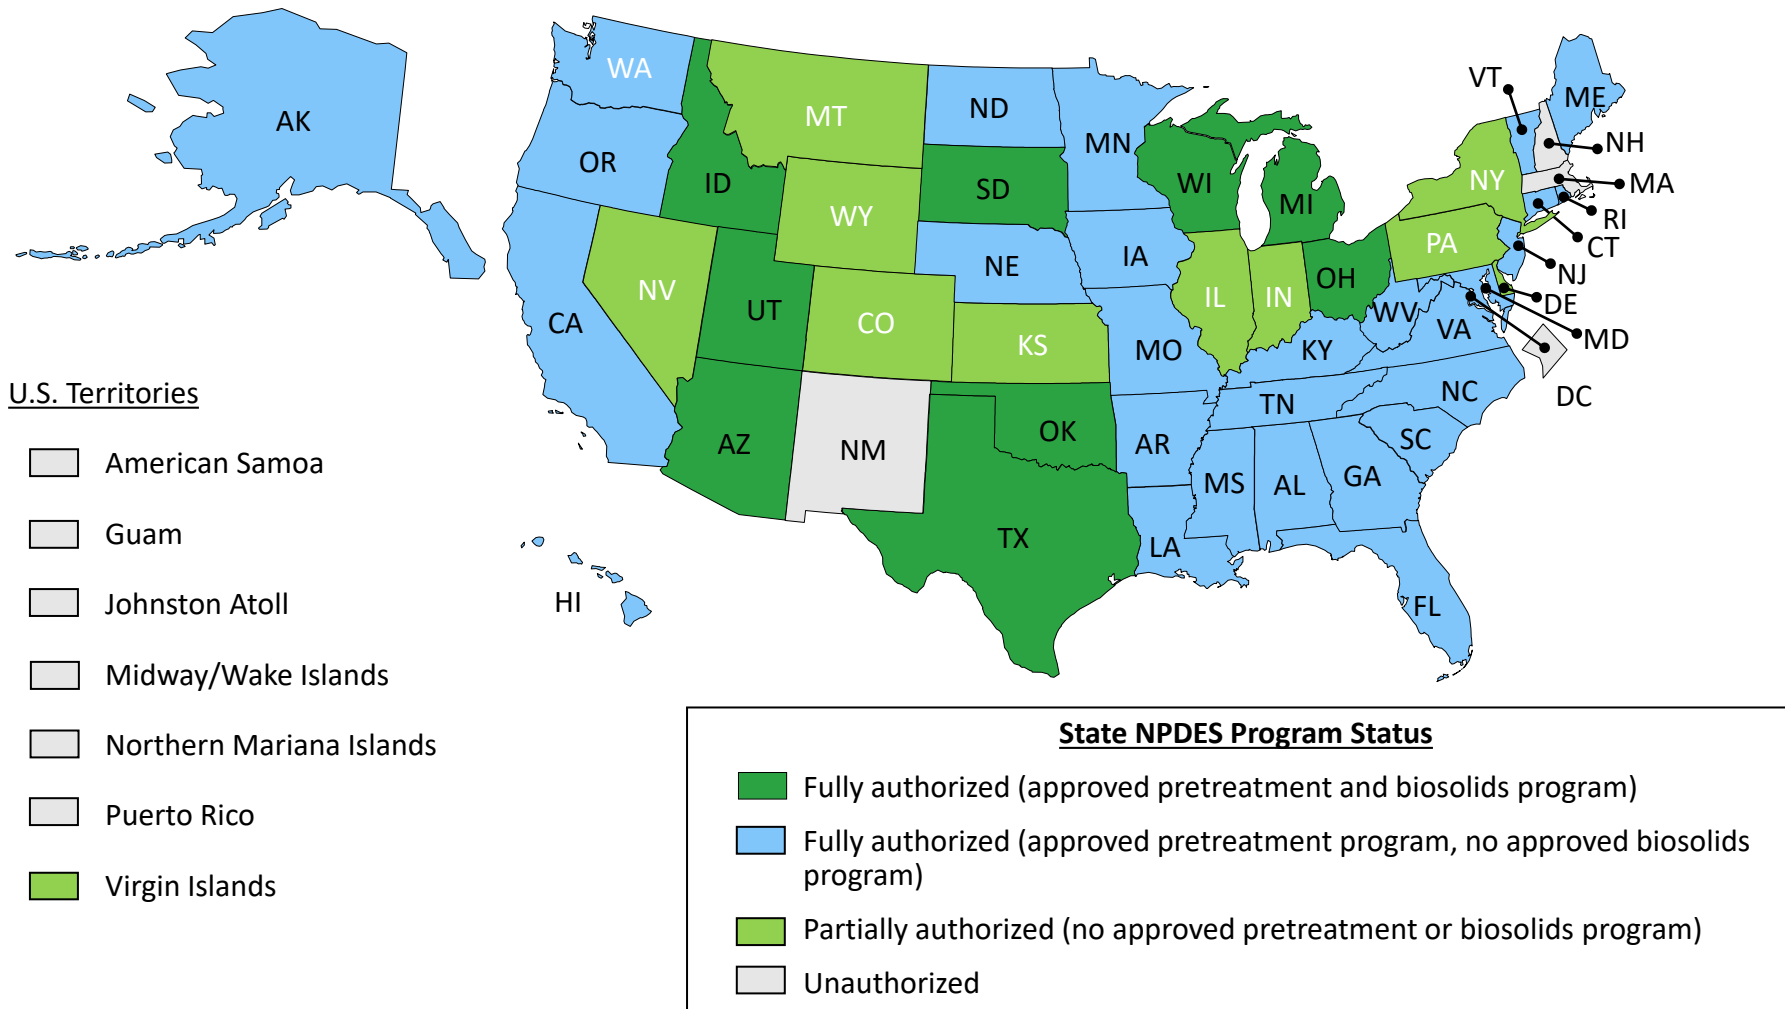 AK
WA
OR
CA
ID
NV
MT
WY
UT
CO
AZ
NM
ND
SD
NE
KS
OK
TX
MN
IA
MO
AR
LA
WI
IL
MI
IN
OH
KY
TN
MS
AL
GA
FL
SC
NC
VA
WV
PA
NY
VT
ME
NH
MA
RI
CT
NJ
DE
MD
DC
HI
U.S. Territories
American Samoa
Guam
Johnston Atoll
Midway/Wake Islands
Northern Mariana Islands
Puerto Rico
Virgin Islands
State NPDES Program Status
Fully authorized (approved pretreatment and biosolids program)
Fully authorized (approved pretreatment program, no approved biosolids
program)
Partially authorized (no approved pretreatment or biosolids program)
Unauthorized